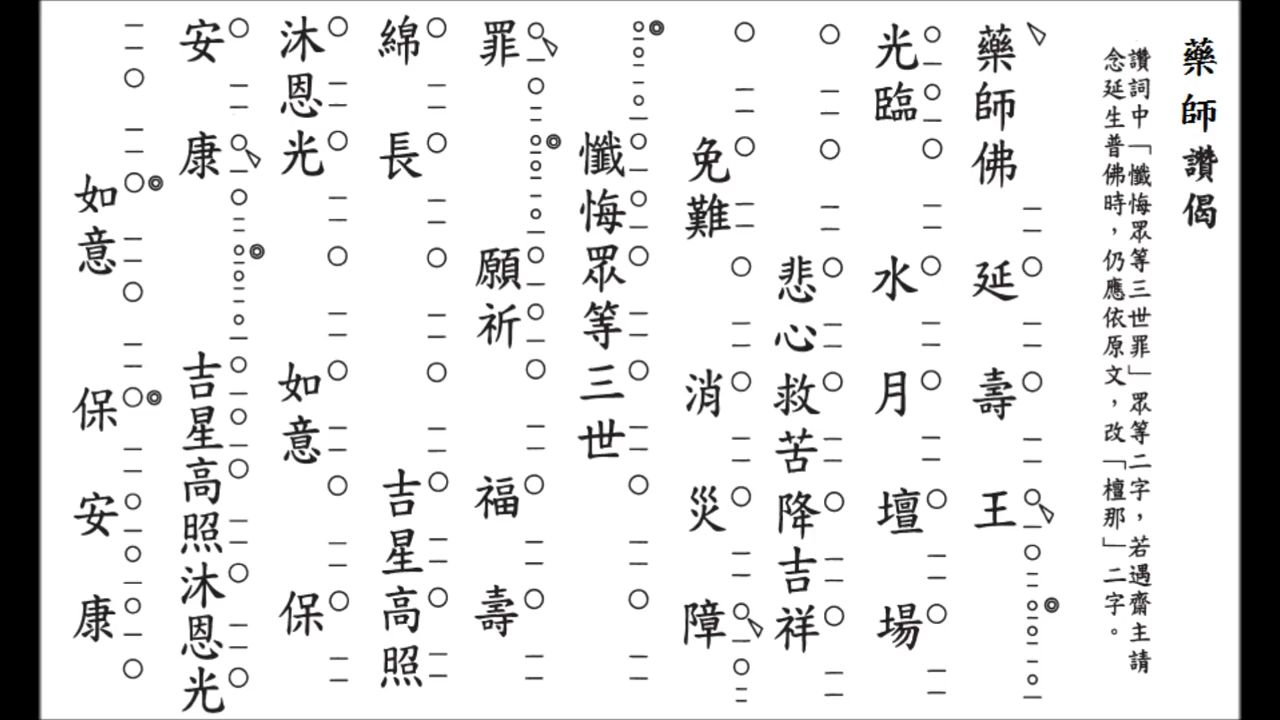 藥師讚偈
讚詞中「懺悔眾等三世罪」眾等二字，若遇齋主請
念延生普佛時，仍應依原文，改「檀那」二字。
藥師佛延壽王
光臨水月壇場
悲心救苦降吉祥
免難消災障
懺悔眾等三世
罪願祈福壽
綿長吉星高照
沐恩光如意保
安康吉星高照沐恩光
如意保安康